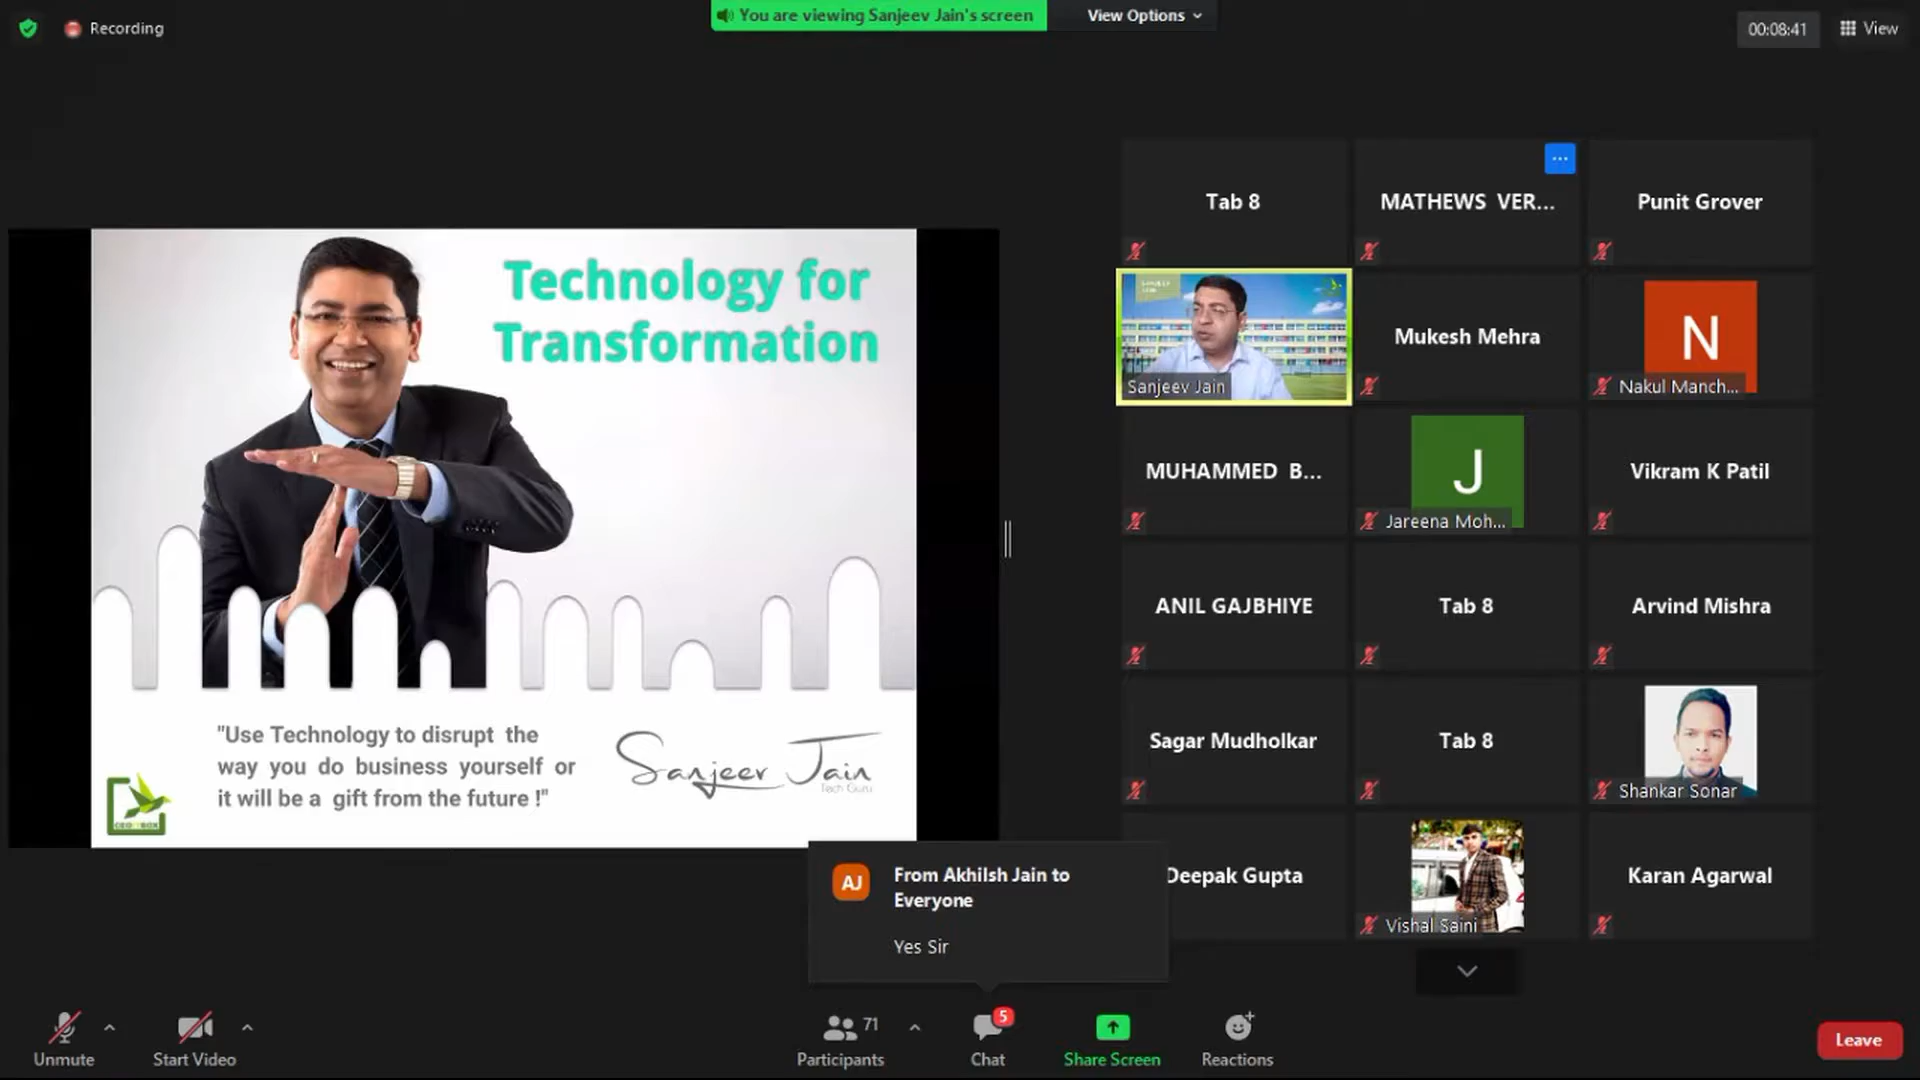 Recording
You are viewing Sanjeev Jain's screen
View Options
00:08:41
View
Technology for
Transformation
"Use Technology to disrupt the
way you do business yourself or
it will be a gift from the future !"
Sanjeev Jain
Tech Guru
Tab 8
MATHEWS VER...
Punit Grover
SANJEEV
JAIN
Sanjeev Jain
Mukesh Mehra
N
Nakul Manch...
MUHAMMED B...
J
Jareena Moh...
Vikram K Patil
ANIL GAJBHIYE
Tab 8
Arvind Mishra
Sagar Mudholkar
Tab 8
Shankar Sonar
Deepak Gupta
Vishal Saini
Karan Agarwal
AJ
From Akhilsh Jain to
Everyone
Yes Sir
Unmute
Start Video
71
Participants
5
Chat
Share Screen
Reactions
Leave